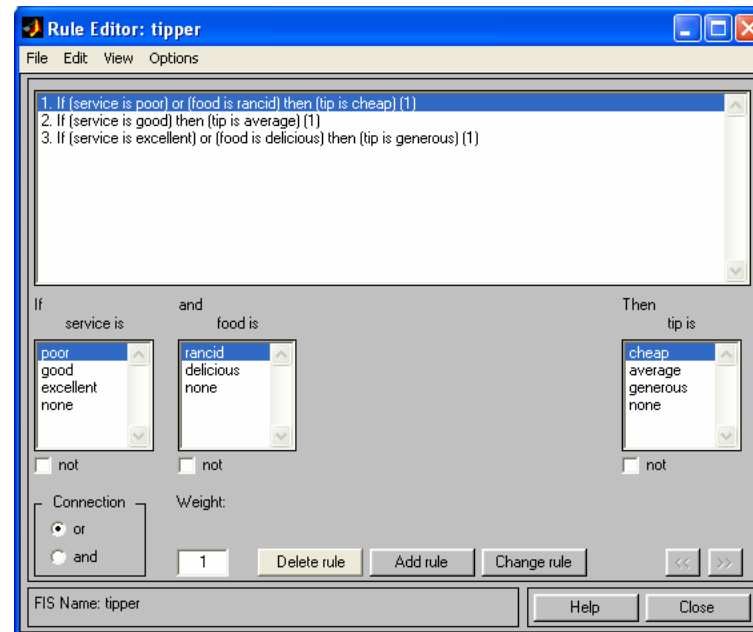 Rule Editor: tipper
File Edit View Options
1. If (service is poor) or (food is rancid) then (tip is cheap) (1)
2. If (service is good) then (tip is average) (1)
3. If (service is excellent) or (food is delicious) then (tip is generous) (1)
If and Then
service is food is tip is
poor rancid cheap
good delicious average
excellent none generous
none none
not not not
Connection Weight:
or
and 1 Delete rule Add rule Change rule << >>
FIS Name: tipper Help Close